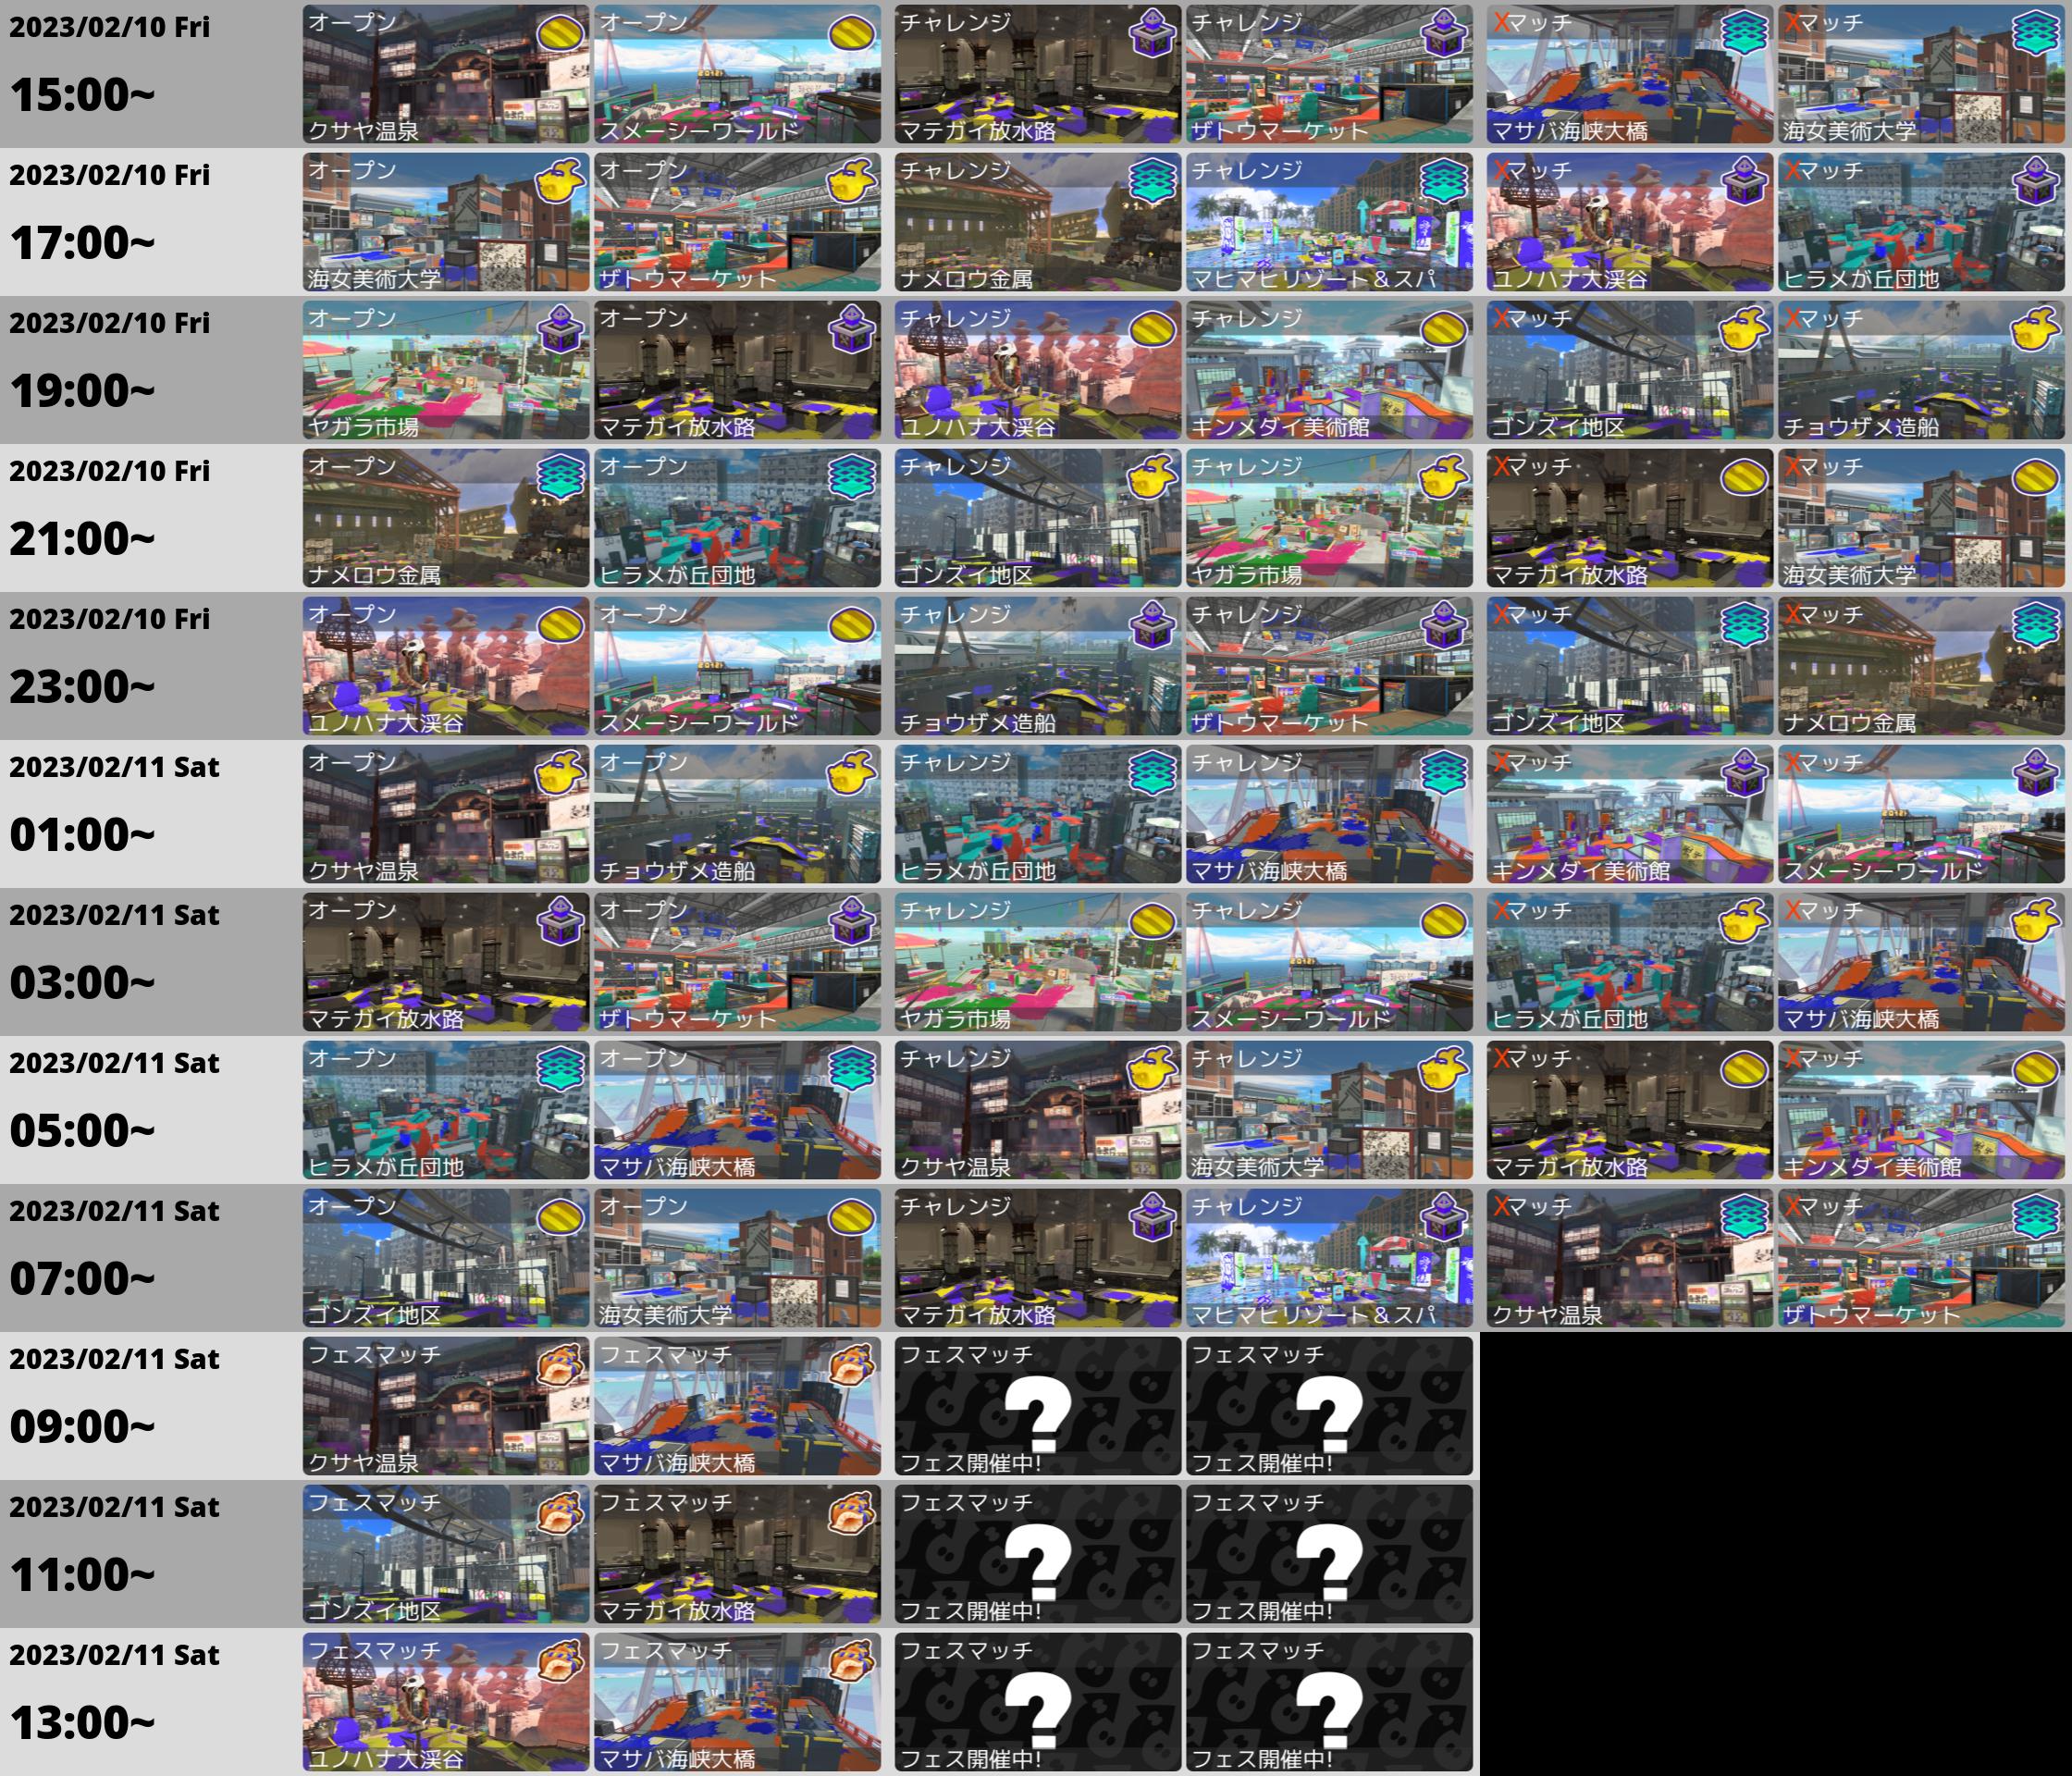 2023/02/10 Fri
15:00~
オープン
クサヤ温泉
オープン
スメーシーワールド
チャレンジ
マテガイ放水路
チャレンジ
ザトウマーケット
Xマッチ
マサバ海峡大橋
Xマッチ
海女美術大学
2023/02/10 Fri
17:00~
オープン
海女美術大学
オープン
ザトウマーケット
チャレンジ
ナメロウ金属
チャレンジ
マヒマヒリゾート＆スパ
Xマッチ
ユノハナ大渓谷
Xマッチ
ヒラメが丘団地
2023/02/10 Fri
19:00~
オープン
ヤガラ市場
オープン
マテガイ放水路
チャレンジ
ユノハナ大渓谷
チャレンジ
キンメダイ美術館
Xマッチ
ゴンズイ地区
Xマッチ
チョウザメ造船
2023/02/10 Fri
21:00~
オープン
ナメロウ金属
オープン
ヒラメが丘団地
チャレンジ
ゴンズイ地区
チャレンジ
ヤガラ市場
Xマッチ
マテガイ放水路
Xマッチ
海女美術大学
2023/02/10 Fri
23:00~
オープン
ユノハナ大渓谷
オープン
スメーシーワールド
チャレンジ
チョウザメ造船
チャレンジ
ザトウマーケット
Xマッチ
ゴンズイ地区
Xマッチ
ナメロウ金属
2023/02/11 Sat
01:00~
オープン
クサヤ温泉
オープン
チョウザメ造船
チャレンジ
ヒラメが丘団地
チャレンジ
マサバ海峡大橋
Xマッチ
キンメダイ美術館
Xマッチ
スメーシーワールド
2023/02/11 Sat
03:00~
オープン
マテガイ放水路
オープン
ザトウマーケット
チャレンジ
ヤガラ市場
チャレンジ
スメーシーワールド
Xマッチ
ヒラメが丘団地
Xマッチ
マサバ海峡大橋
2023/02/11 Sat
05:00~
オープン
ヒラメが丘団地
オープン
マサバ海峡大橋
チャレンジ
クサヤ温泉
チャレンジ
海女美術大学
Xマッチ
マテガイ放水路
Xマッチ
キンメダイ美術館
2023/02/11 Sat
07:00~
オープン
ゴンズイ地区
オープン
海女美術大学
チャレンジ
マテガイ放水路
チャレンジ
マヒマヒリゾート＆スパ
Xマッチ
クサヤ温泉
Xマッチ
ザトウマーケット
2023/02/11 Sat
09:00~
フェスマッチ
クサヤ温泉
フェスマッチ
マサバ海峡大橋
フェスマッチ
?
フェス開催中!
フェスマッチ
?
フェス開催中!
2023/02/11 Sat
11:00~
フェスマッチ
ゴンズイ地区
フェスマッチ
マテガイ放水路
フェスマッチ
?
フェス開催中!
フェスマッチ
?
フェス開催中!
2023/02/11 Sat
13:00~
フェスマッチ
ユノハナ大渓谷
フェスマッチ
マサバ海峡大橋
フェスマッチ
?
フェス開催中!
フェスマッチ
?
フェス開催中!